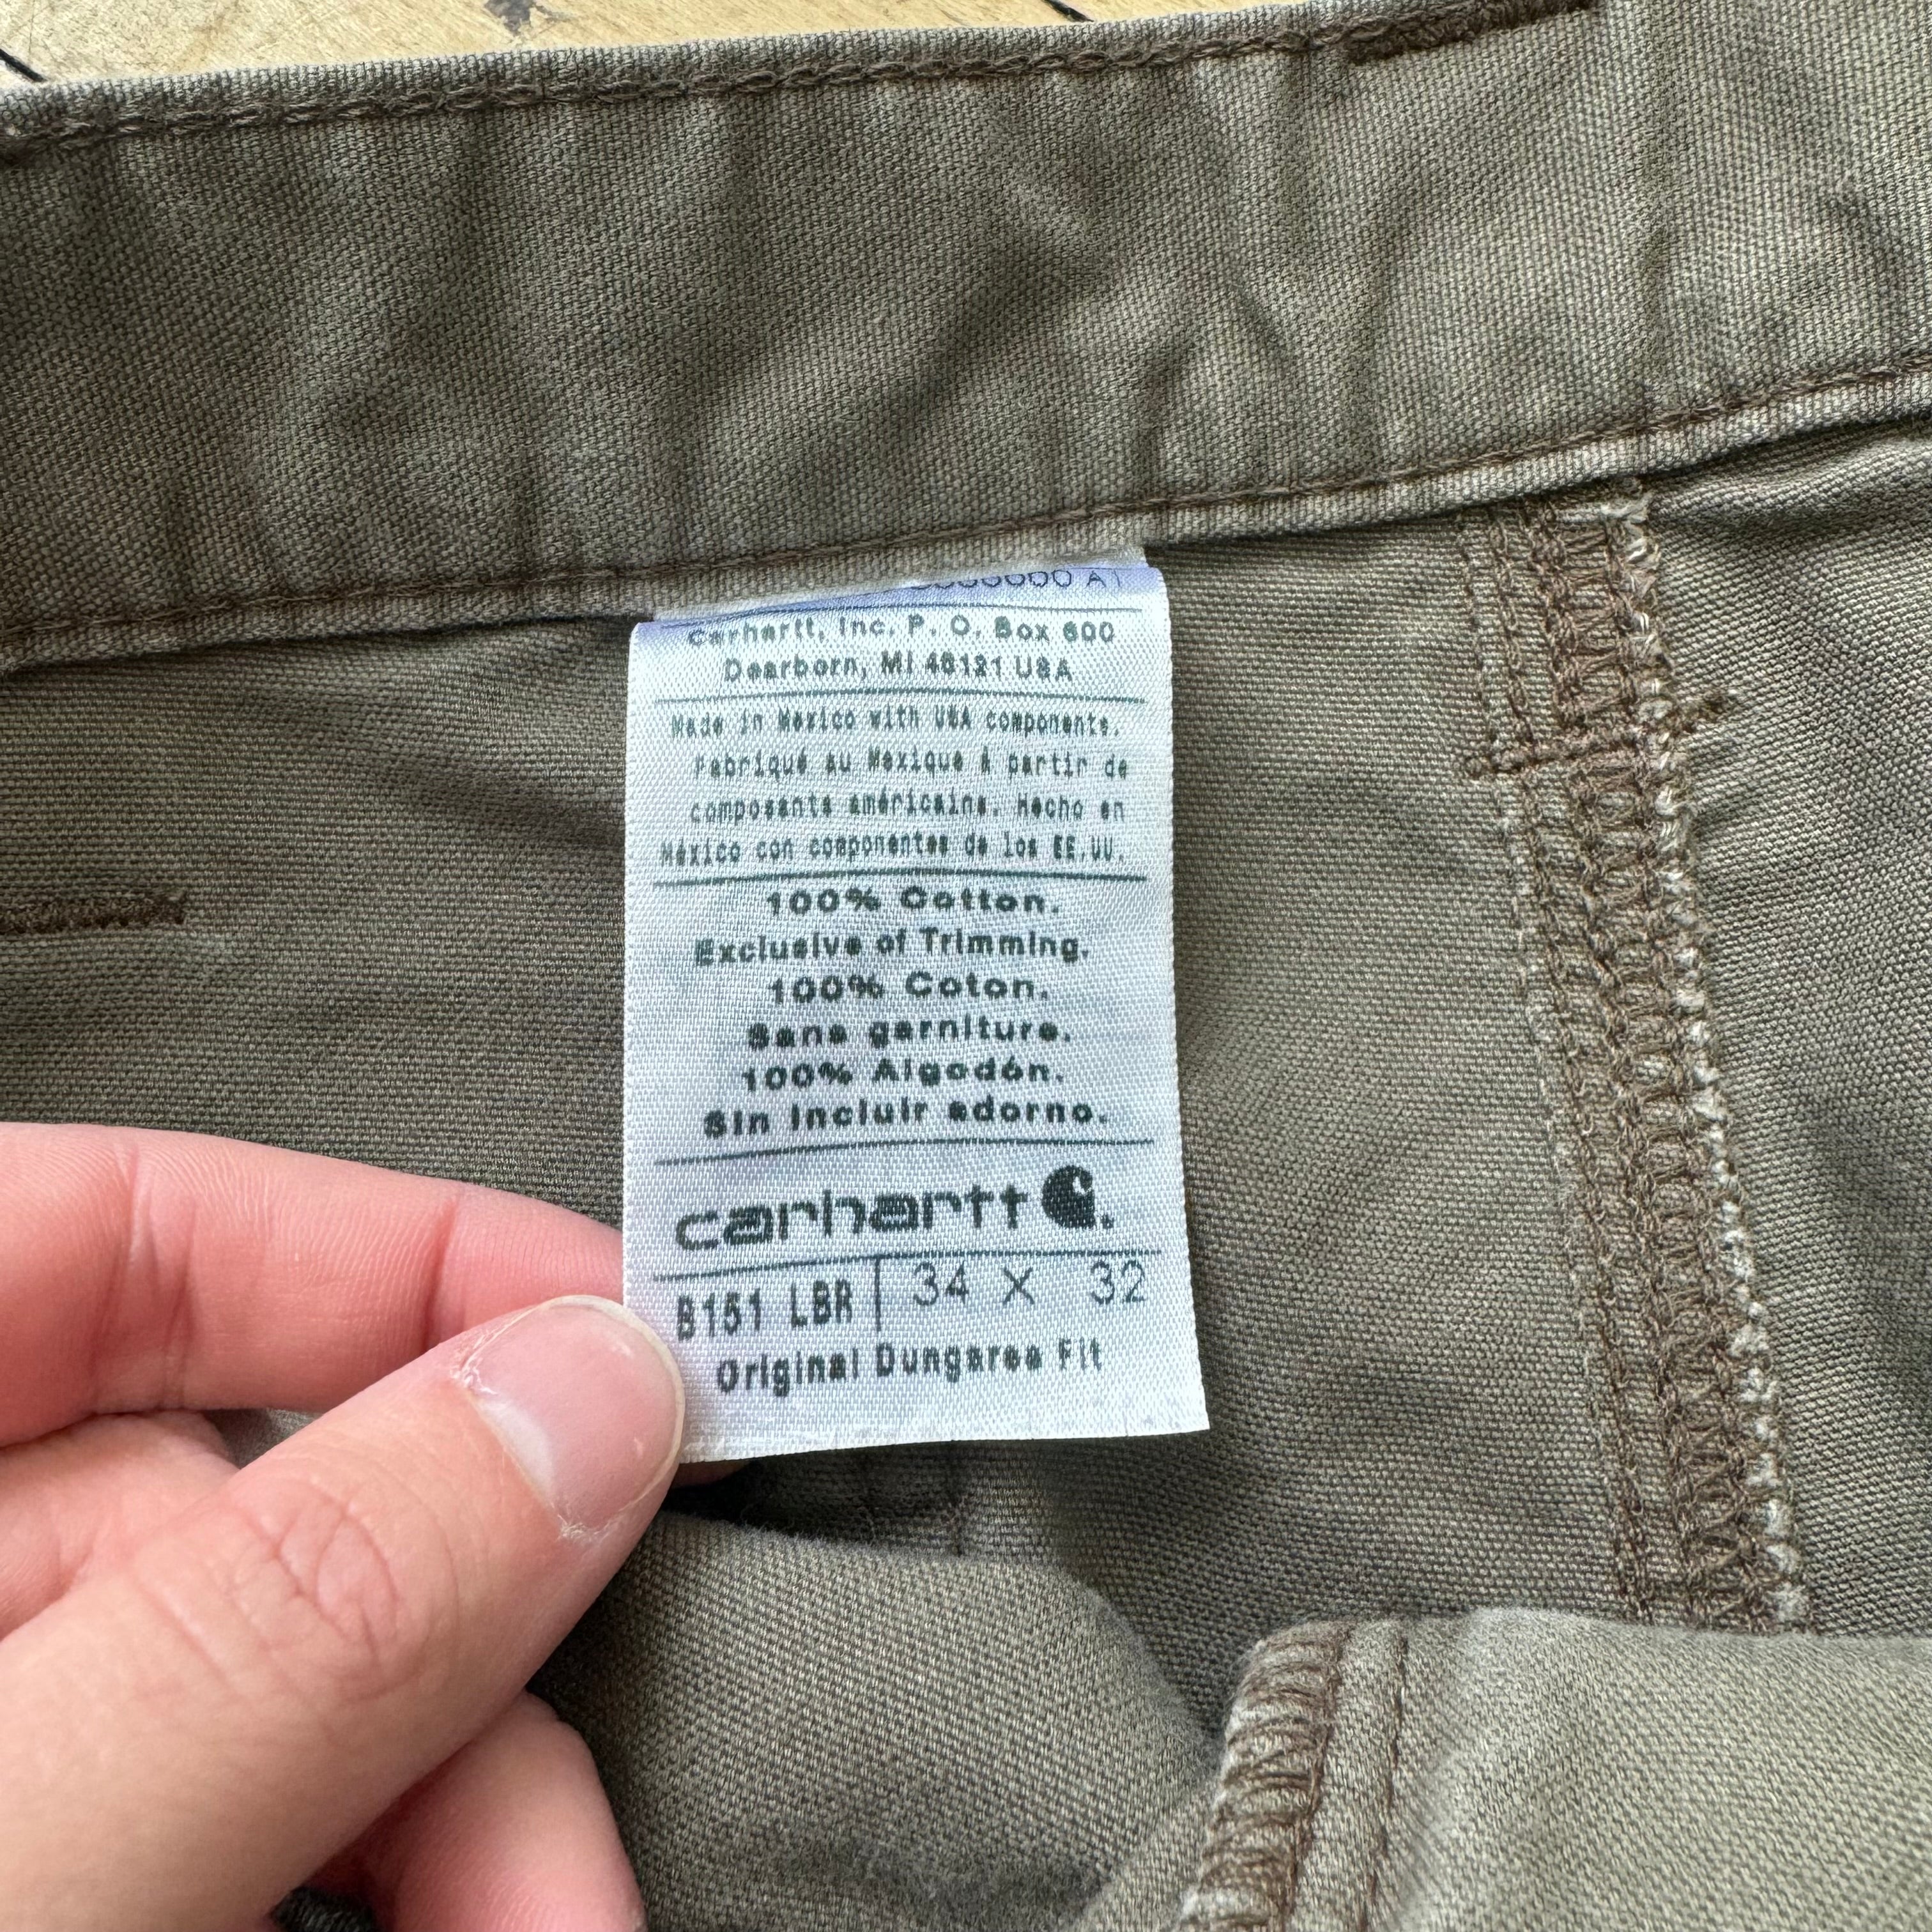 Carhartt, Inc. P. O. Box 600
Dearborn, MI 48121 USA
Made in Mexico with USA components.
Fabriqué au Mexique à partir de
composants américains. Hecho en
México con componentes de los EE.UU.
100% Cotton.
Exclusive of Trimming.
100% Coton.
Sans garniture.
100% Algodón.
Sin incluir adorno.
carhartt
B151 LBR 34 X 32
Original Dungaree Fit